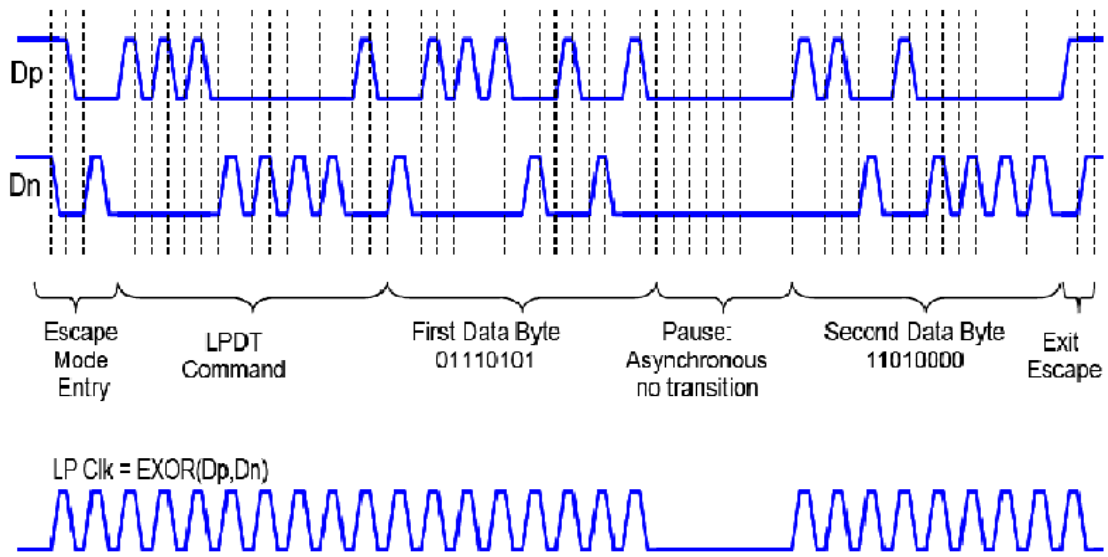 Dp
Dn
Escape
Mode
Entry
LPDT
Command
First Data Byte
01110101
Pause:
Asynchronous
no transition
Second Data Byte
11010000
Exit
Escape
LP Clk = EXOR(Dp,Dn)